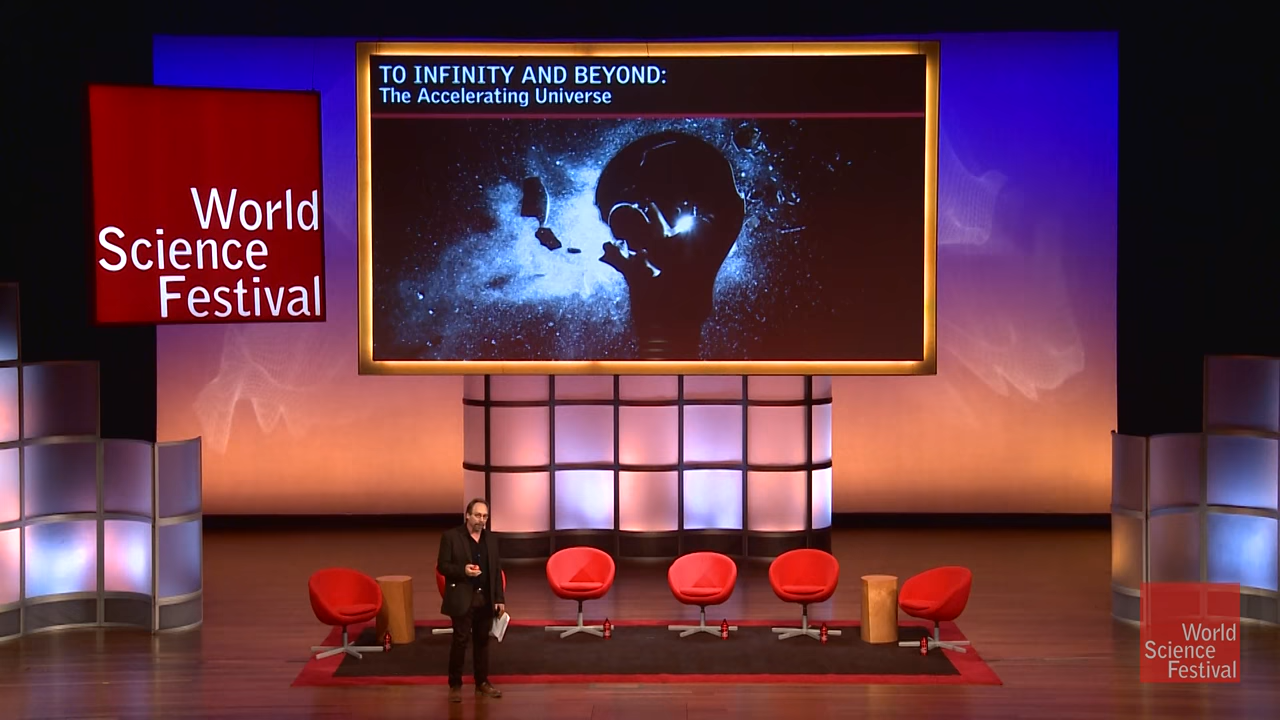 TO INFINITY AND BEYOND:
The Accelerating Universe
World
Science
Festival
World
Science
Festival